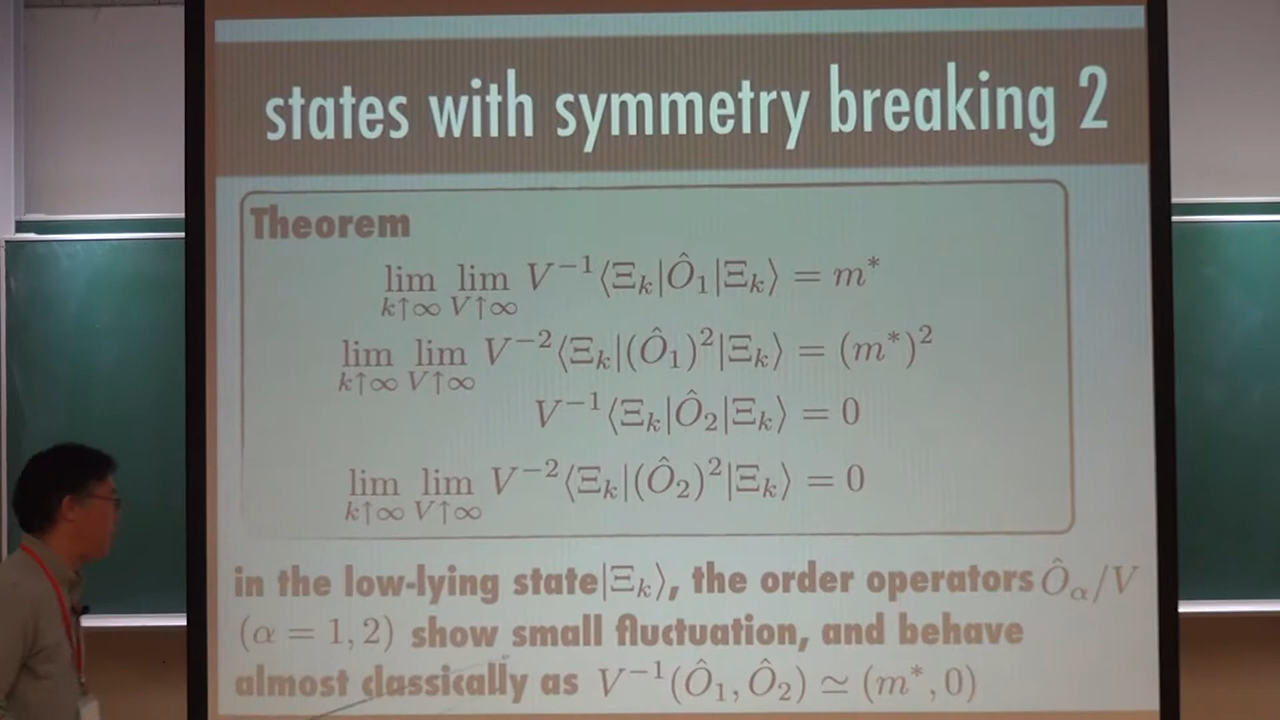 states with symmetry breaking 2
Theorem
lim_{k↑∞} lim_{V↑∞} V^{-1}⟨Ξ_k|Ô_1|Ξ_k⟩ = m^*
lim_{k↑∞} lim_{V↑∞} V^{-2}⟨Ξ_k|(Ô_1)^2|Ξ_k⟩ = (m^*)^2
V^{-1}⟨Ξ_k|Ô_2|Ξ_k⟩ = 0
lim_{k↑∞} lim_{V↑∞} V^{-2}⟨Ξ_k|(Ô_2)^2|Ξ_k⟩ = 0
in the low-lying state|Ξ_k⟩, the order operators Ô_α/V
(α = 1, 2) show small fluctuation, and behave
almost classically as V^{-1}(Ô_1, Ô_2) ≃ (m^*, 0)